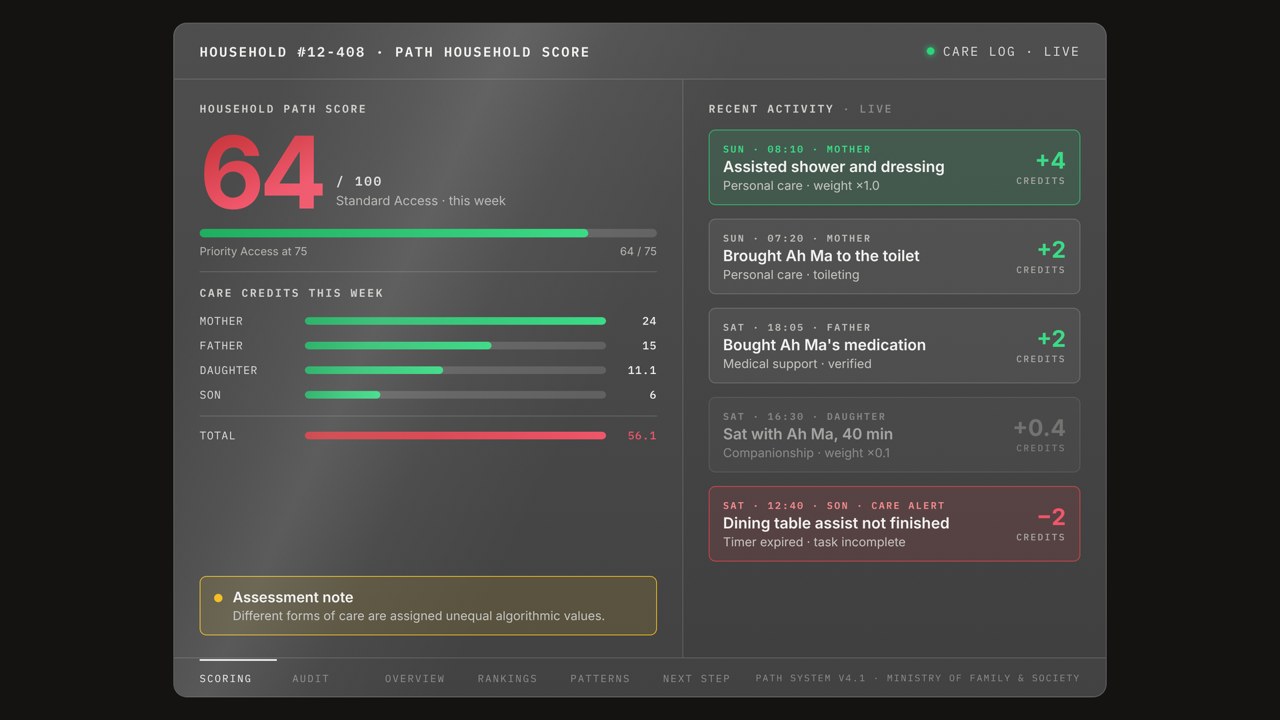 HOUSEHOLD #12-408 · PATH HOUSEHOLD SCORE
CARE LOG · LIVE
HOUSEHOLD PATH SCORE
64
/ 100
Standard Access · this week
Priority Access at 75
64 / 75
CARE CREDITS THIS WEEK
MOTHER 24
FATHER 15
DAUGHTER 11.1
SON 6
TOTAL 56.1
Assessment note
Different forms of care are assigned unequal algorithmic values.
RECENT ACTIVITY · LIVE
SUN · 08:10 · MOTHER
Assisted shower and dressing
Personal care · weight ×1.0
+4
CREDITS
SUN · 07:20 · MOTHER
Brought Ah Ma to the toilet
Personal care · toileting
+2
CREDITS
SAT · 18:05 · FATHER
Bought Ah Ma's medication
Medical support · verified
+2
CREDITS
SAT · 16:30 · DAUGHTER
Sat with Ah Ma, 40 min
Companionship · weight ×0.1
+0.4
CREDITS
SAT · 12:40 · SON · CARE ALERT
Dining table assist not finished
Timer expired · task incomplete
−2
CREDITS
SCORING AUDIT OVERVIEW RANKINGS PATTERNS NEXT STEP PATH SYSTEM V4.1 · MINISTRY OF FAMILY & SOCIETY